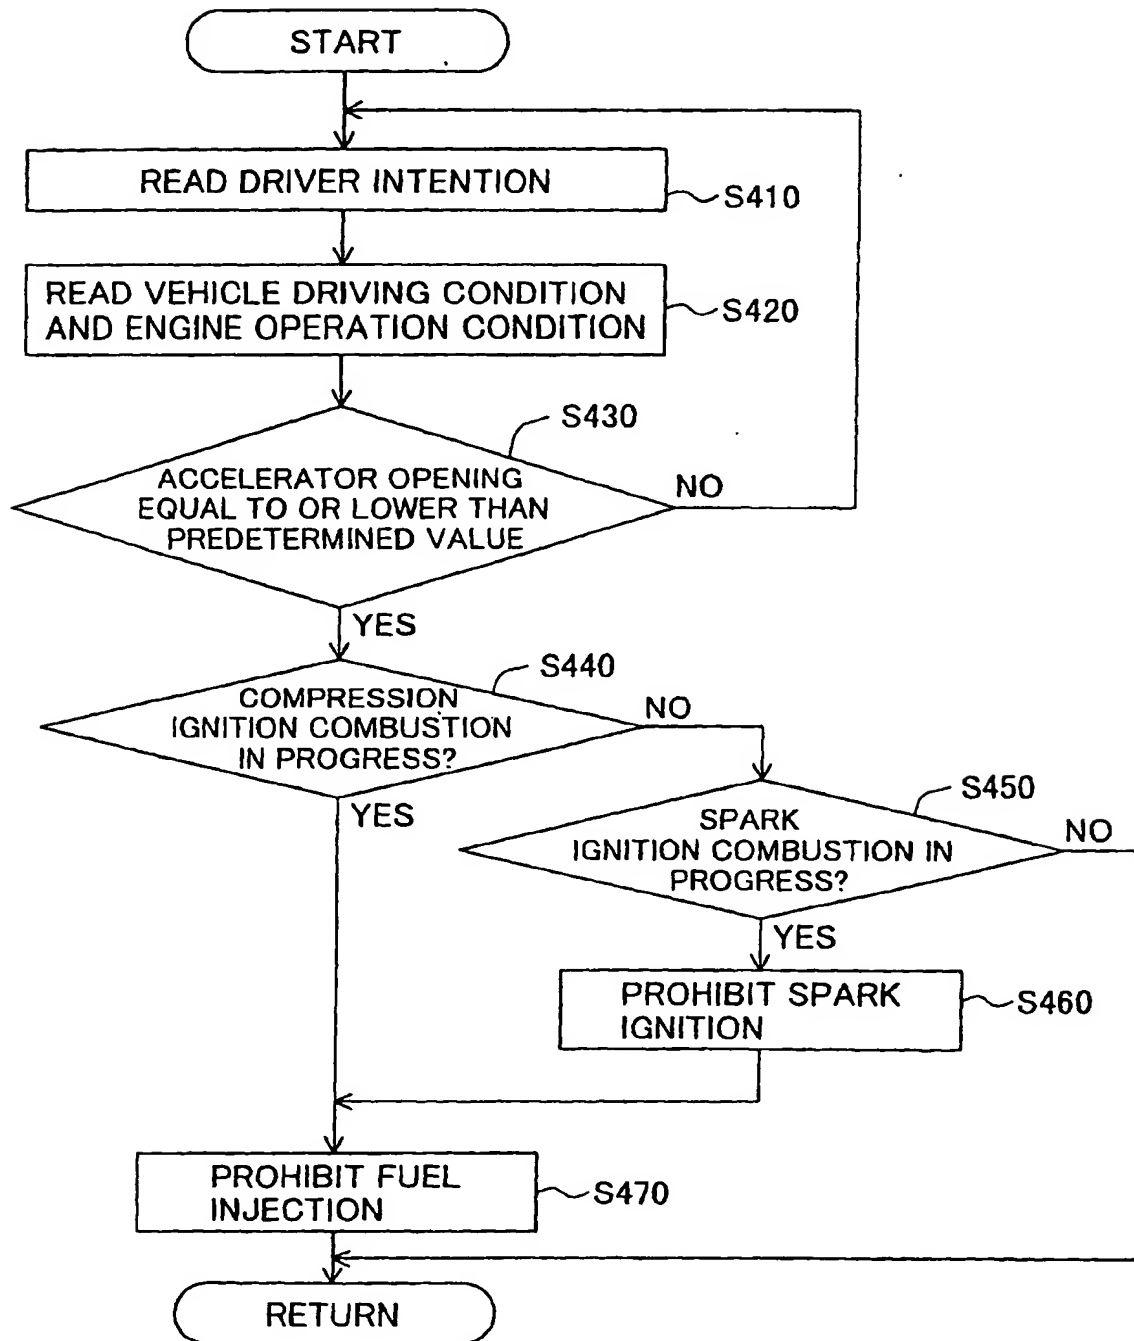 START
READ DRIVER INTENTION
S410
READ VEHICLE DRIVING CONDITION
AND ENGINE OPERATION CONDITION
S420
S430
ACCELERATOR OPENING
EQUAL TO OR LOWER THAN
PREDETERMINED VALUE
NO
YES
S440
COMPRESSION
IGNITION COMBUSTION
IN PROGRESS?
NO
YES
S450
SPARK
IGNITION COMBUSTION IN
PROGRESS?
NO
YES
PROHIBIT SPARK
IGNITION
S460
PROHIBIT FUEL
INJECTION
S470
RETURN